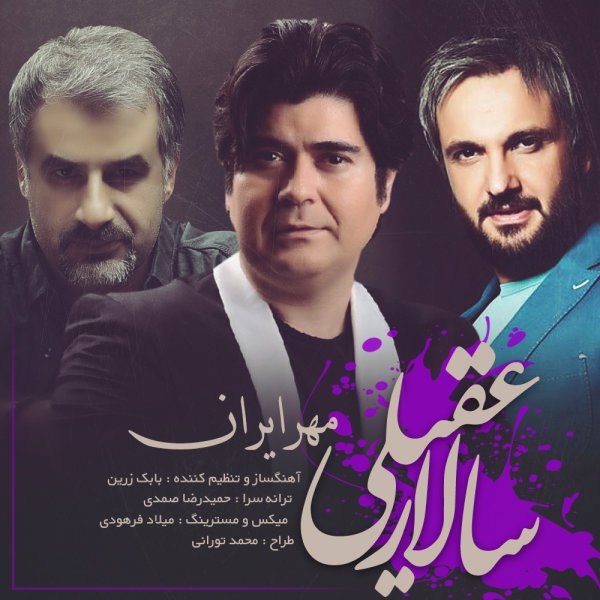 سالار عقیلی
مهر ایران
آهنگساز و تنظیم کننده : بابک زرین
ترانه سرا : حمیدرضا صمدی
میکس و مسترینگ : میلاد فرهودی
طراح : محمد تورانی